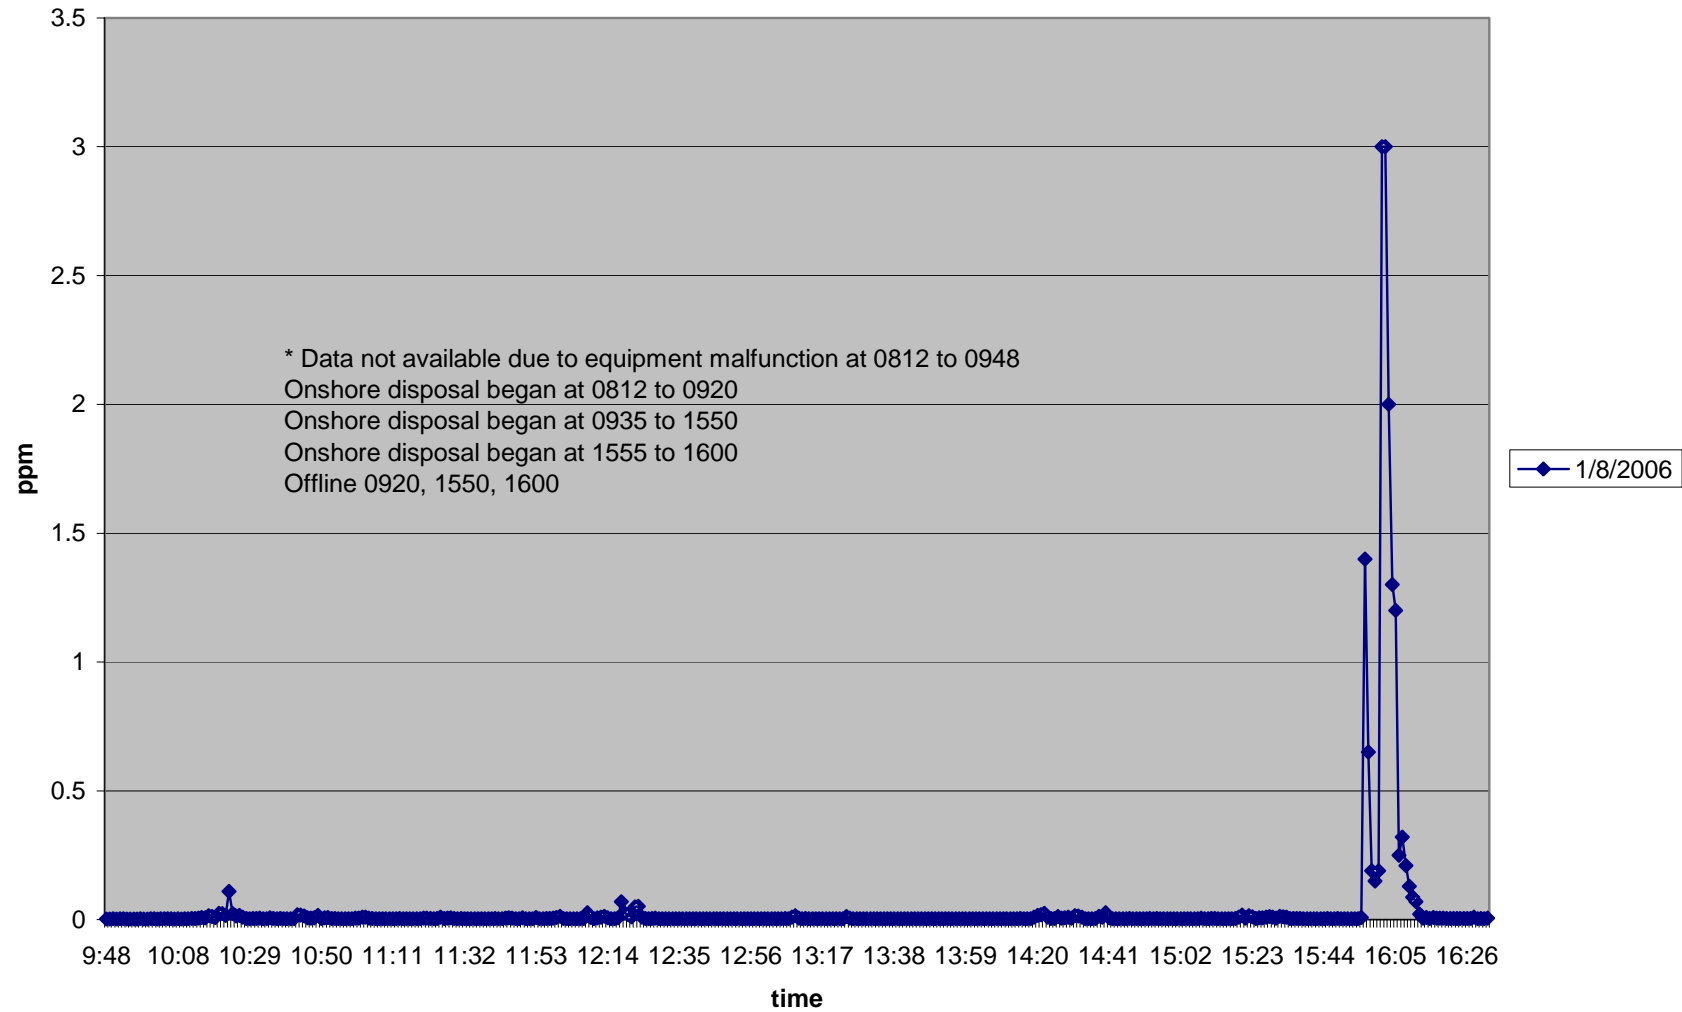 3.5
3
2.5
2
1.5
1
0.5
0
ppm
* Data not available due to equipment malfunction at 0812 to 0948
Onshore disposal began at 0812 to 0920
Onshore disposal began at 0935 to 1550
Onshore disposal began at 1555 to 1600
Offline 0920, 1550, 1600
1/8/2006
9:48 10:08 10:29 10:50 11:11 11:32 11:53 12:14 12:35 12:56 13:17 13:38 13:59 14:20 14:41 15:02 15:23 15:44 16:05 16:26
time